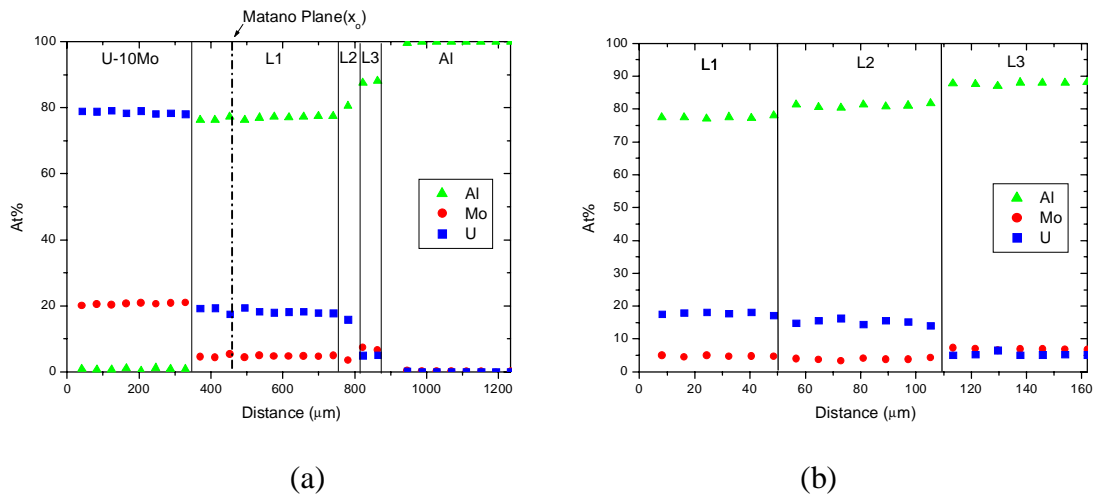 Matano Plane(x₀)
U-10Mo L1 L2 L3 Al
100
80
60
40
20
0
At%
Al
Mo
U
0 200 400 600 800 1000 1200
Distance (μm)
(a)
L1 L2 L3
100
90
80
70
60
50
40
30
20
10
0
At%
Al
Mo
U
0 20 40 60 80 100 120 140 160
Distance (μm)
(b)